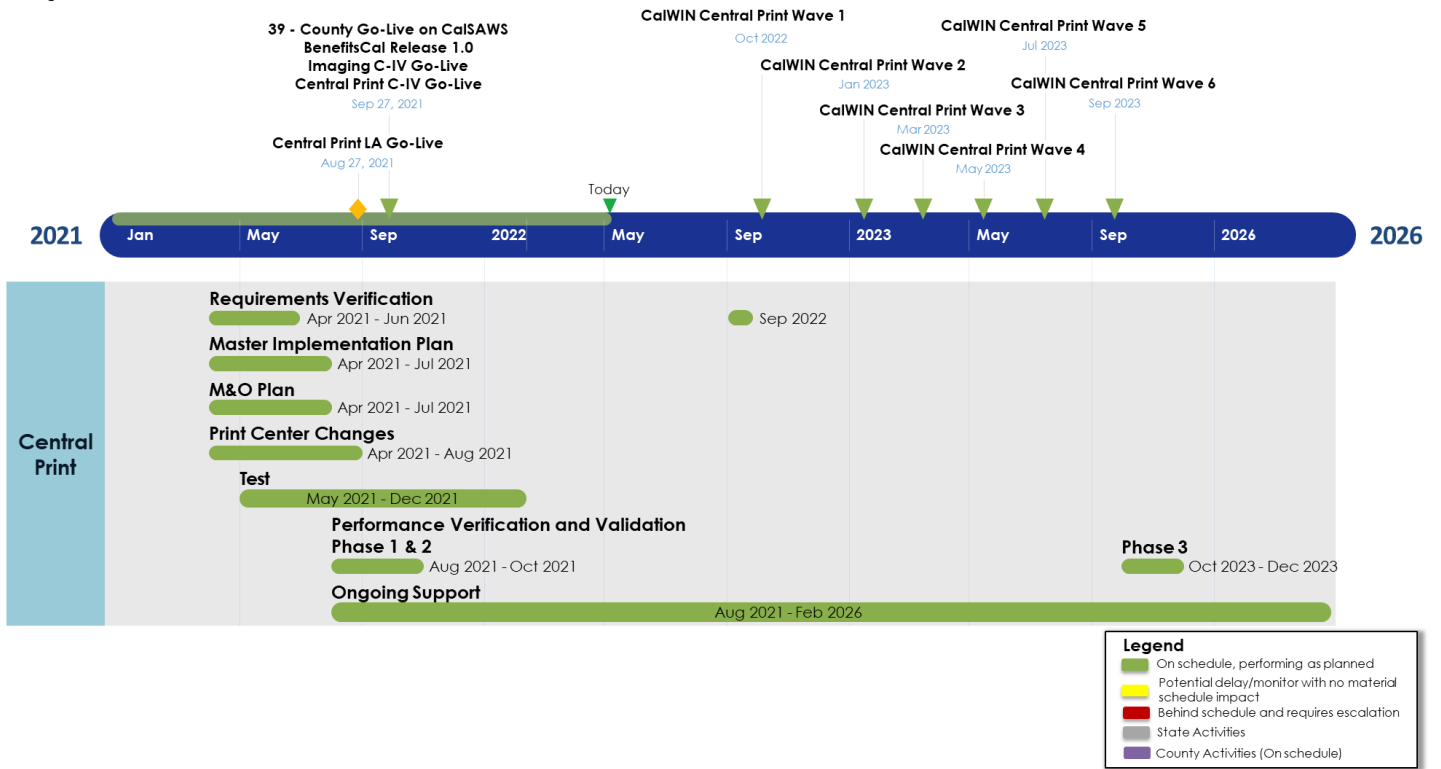 39 - County Go-Live on CalSAWS
BenefitsCal Release 1.0
Imaging C-IV Go-Live
Central Print C-IV Go-Live
Sep 27, 2021
Central Print LA Go-Live
Aug 27, 2021
CalWIN Central Print Wave 1
Oct 2022
CalWIN Central Print Wave 2
Jan 2023
CalWIN Central Print Wave 3
Mar 2023
CalWIN Central Print Wave 4
May 2023
CalWIN Central Print Wave 5
Jul 2023
CalWIN Central Print Wave 6
Sep 2023
Today
2021 Jan May Sep 2022 May Sep 2023 May Sep 2026 2026
Central
Print
Requirements Verification
Apr 2021 - Jun 2021
Sep 2022
Master Implementation Plan
Apr 2021 - Jul 2021
M&O Plan
Apr 2021 - Jul 2021
Print Center Changes
Apr 2021 - Aug 2021
Test
May 2021 - Dec 2021
Performance Verification and Validation
Phase 1 & 2
Aug 2021 - Oct 2021
Phase 3
Oct 2023 - Dec 2023
Ongoing Support
Aug 2021 - Feb 2026
Legend
On schedule, performing as planned
Potential delay/monitor with no material
schedule impact
Behind schedule and requires escalation
State Activities
County Activities (On schedule)